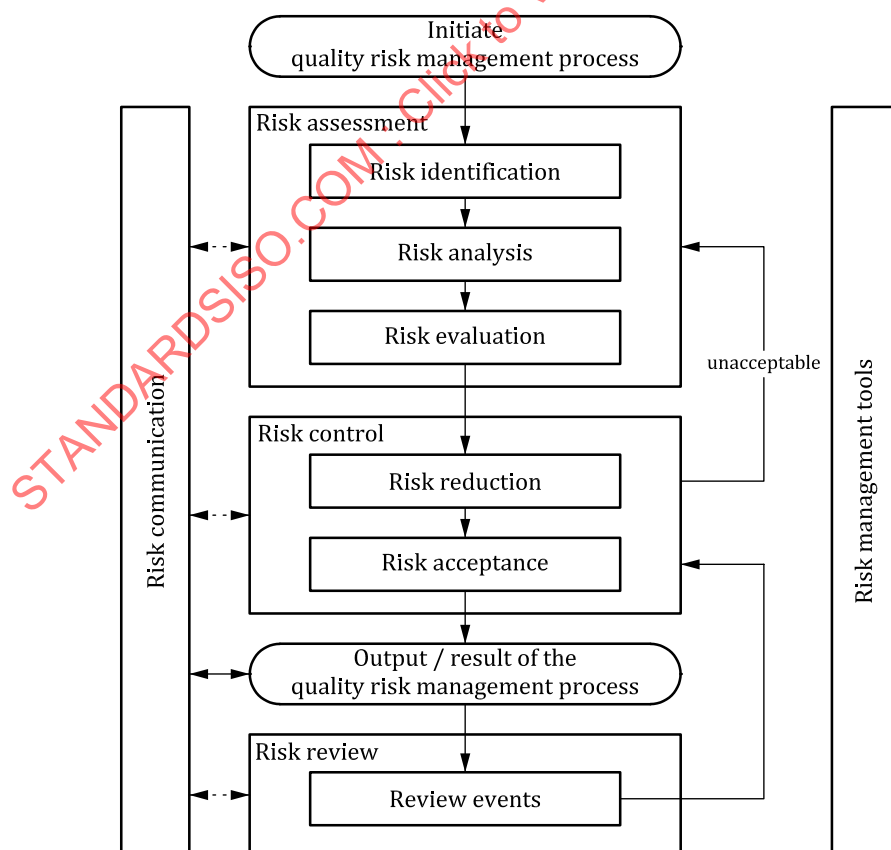 Initiate
quality risk management process
Risk assessment
Risk identification
Risk analysis
Risk evaluation
unacceptable
Risk control
Risk reduction
Risk acceptance
Output / result of the
quality risk management process
Risk review
Review events
Risk communication
Risk management tools
STANDARDSISO.COM : Click to